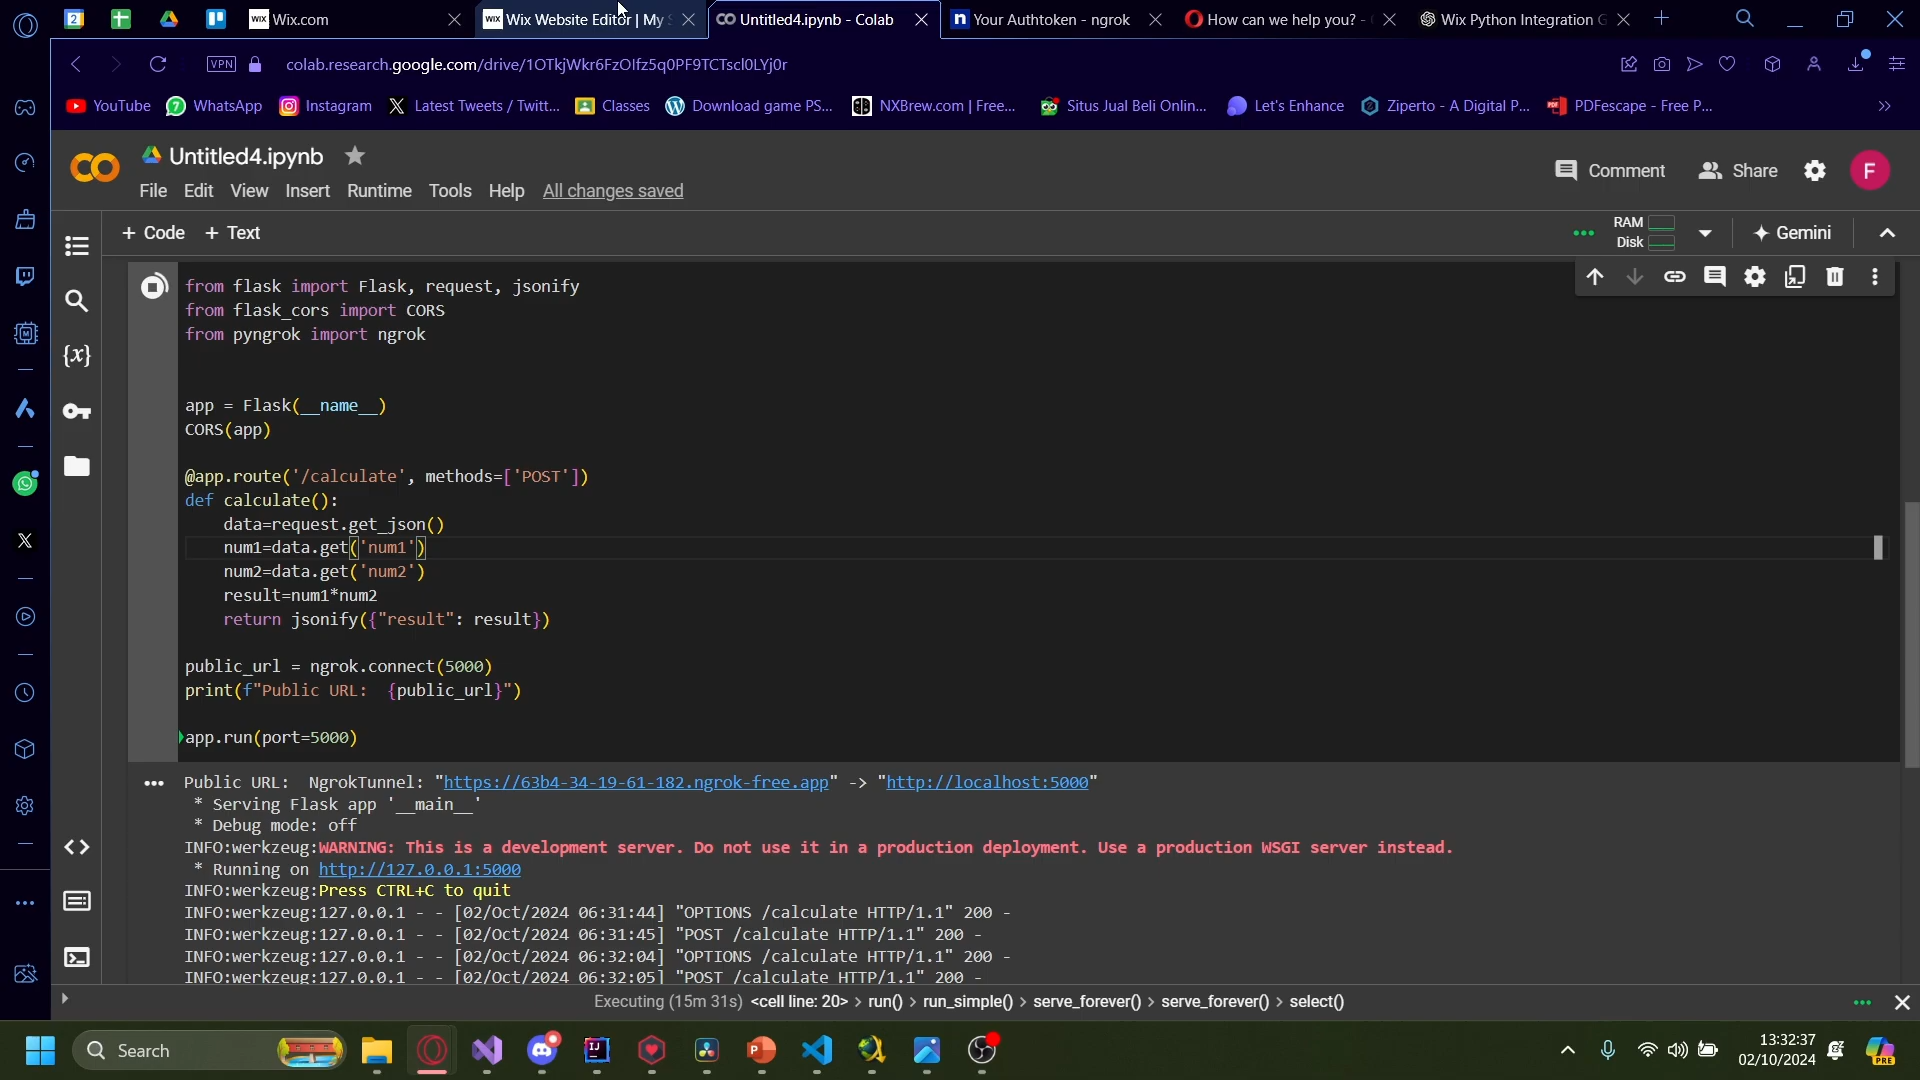 Wix.com
Wix Website Editor | My
Untitled4.ipynb - Colab
Your Authtoken - ngrok
How can we help you? -
Wix Python Integration
VPN
colab.research.google.com/drive/1OTkjWkr6FzOIfz5q0PF9TCTscl0LYj0r
YouTube
WhatsApp
Instagram
Latest Tweets / Twitt...
Classes
Download game PS...
NXBrew.com | Free...
Situs Jual Beli Onlin...
Let's Enhance
Ziperto - A Digital P...
PDFescape - Free P...
Untitled4.ipynb
Comment
Share
F
File Edit View Insert Runtime Tools Help All changes saved
+ Code + Text
RAM
Disk
Gemini
from flask import Flask, request, jsonify
from flask_cors import CORS
from pyngrok import ngrok
app = Flask(__name__)
CORS(app)
@app.route('/calculate', methods=['POST'])
def calculate():
data=request.get_json()
num1=data.get('num1')
num2=data.get('num2')
result=num1*num2
return jsonify({"result": result})
public_url = ngrok.connect(5000)
print(f"Public URL:  {public_url}")
app.run(port=5000)
Public URL:  NgrokTunnel: "https://63b4-34-19-61-182.ngrok-free.app" -> "http://localhost:5000"
* Serving Flask app '__main__'
* Debug mode: off
INFO:werkzeug:WARNING: This is a development server. Do not use it in a production deployment. Use a production WSGI server instead.
* Running on http://127.0.0.1:5000
INFO:werkzeug:Press CTRL+C to quit
INFO:werkzeug:127.0.0.1 - - [02/Oct/2024 06:31:44] "OPTIONS /calculate HTTP/1.1" 200 -
INFO:werkzeug:127.0.0.1 - - [02/Oct/2024 06:31:45] "POST /calculate HTTP/1.1" 200 -
INFO:werkzeug:127.0.0.1 - - [02/Oct/2024 06:32:04] "OPTIONS /calculate HTTP/1.1" 200 -
INFO:werkzeug:127.0.0.1 - - [02/Oct/2024 06:32:05] "POST /calculate HTTP/1.1" 200 -
Executing (15m 31s) <cell line: 20> > run() > run_simple() > serve_forever() > serve_forever() > select()
Search
13:32:37
02/10/2024